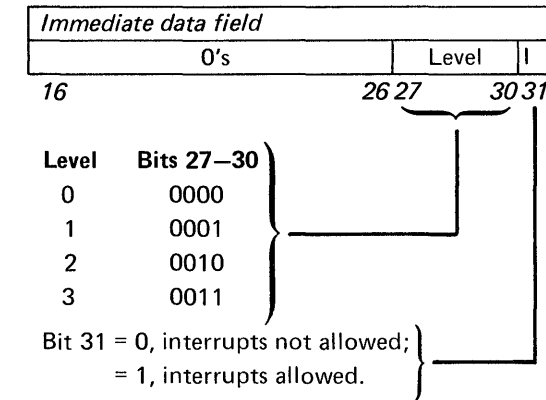 Immediate data field
0's Level I
16 26 27 30 31
Level Bits 27—30
0 0000
1 0001
2 0010
3 0011
Bit 31 = 0, interrupts not allowed;
= 1, interrupts allowed.